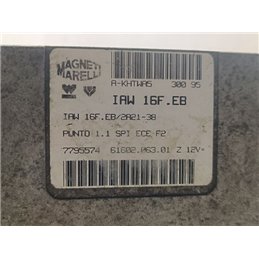 MAGNETI
MARELLI
A-KHTWAS 300 95
IAW 16F.EB
IAW 16F.EB/2A21-38
PUNTO 1.1 SPI ECE F2
7795574 61602.063.01 Z 12V=